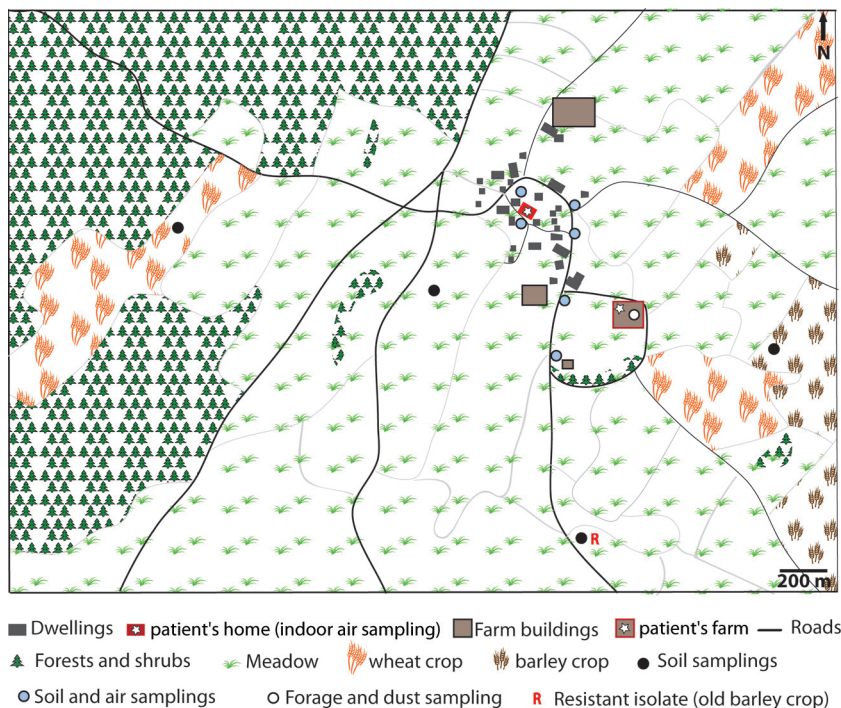 N
R
200 m
Dwellings patient's home (indoor air sampling) Farm buildings patient's farm Roads
Forests and shrubs Meadow wheat crop barley crop Soil samplings
Soil and air samplings Forage and dust sampling R Resistant isolate (old barley crop)